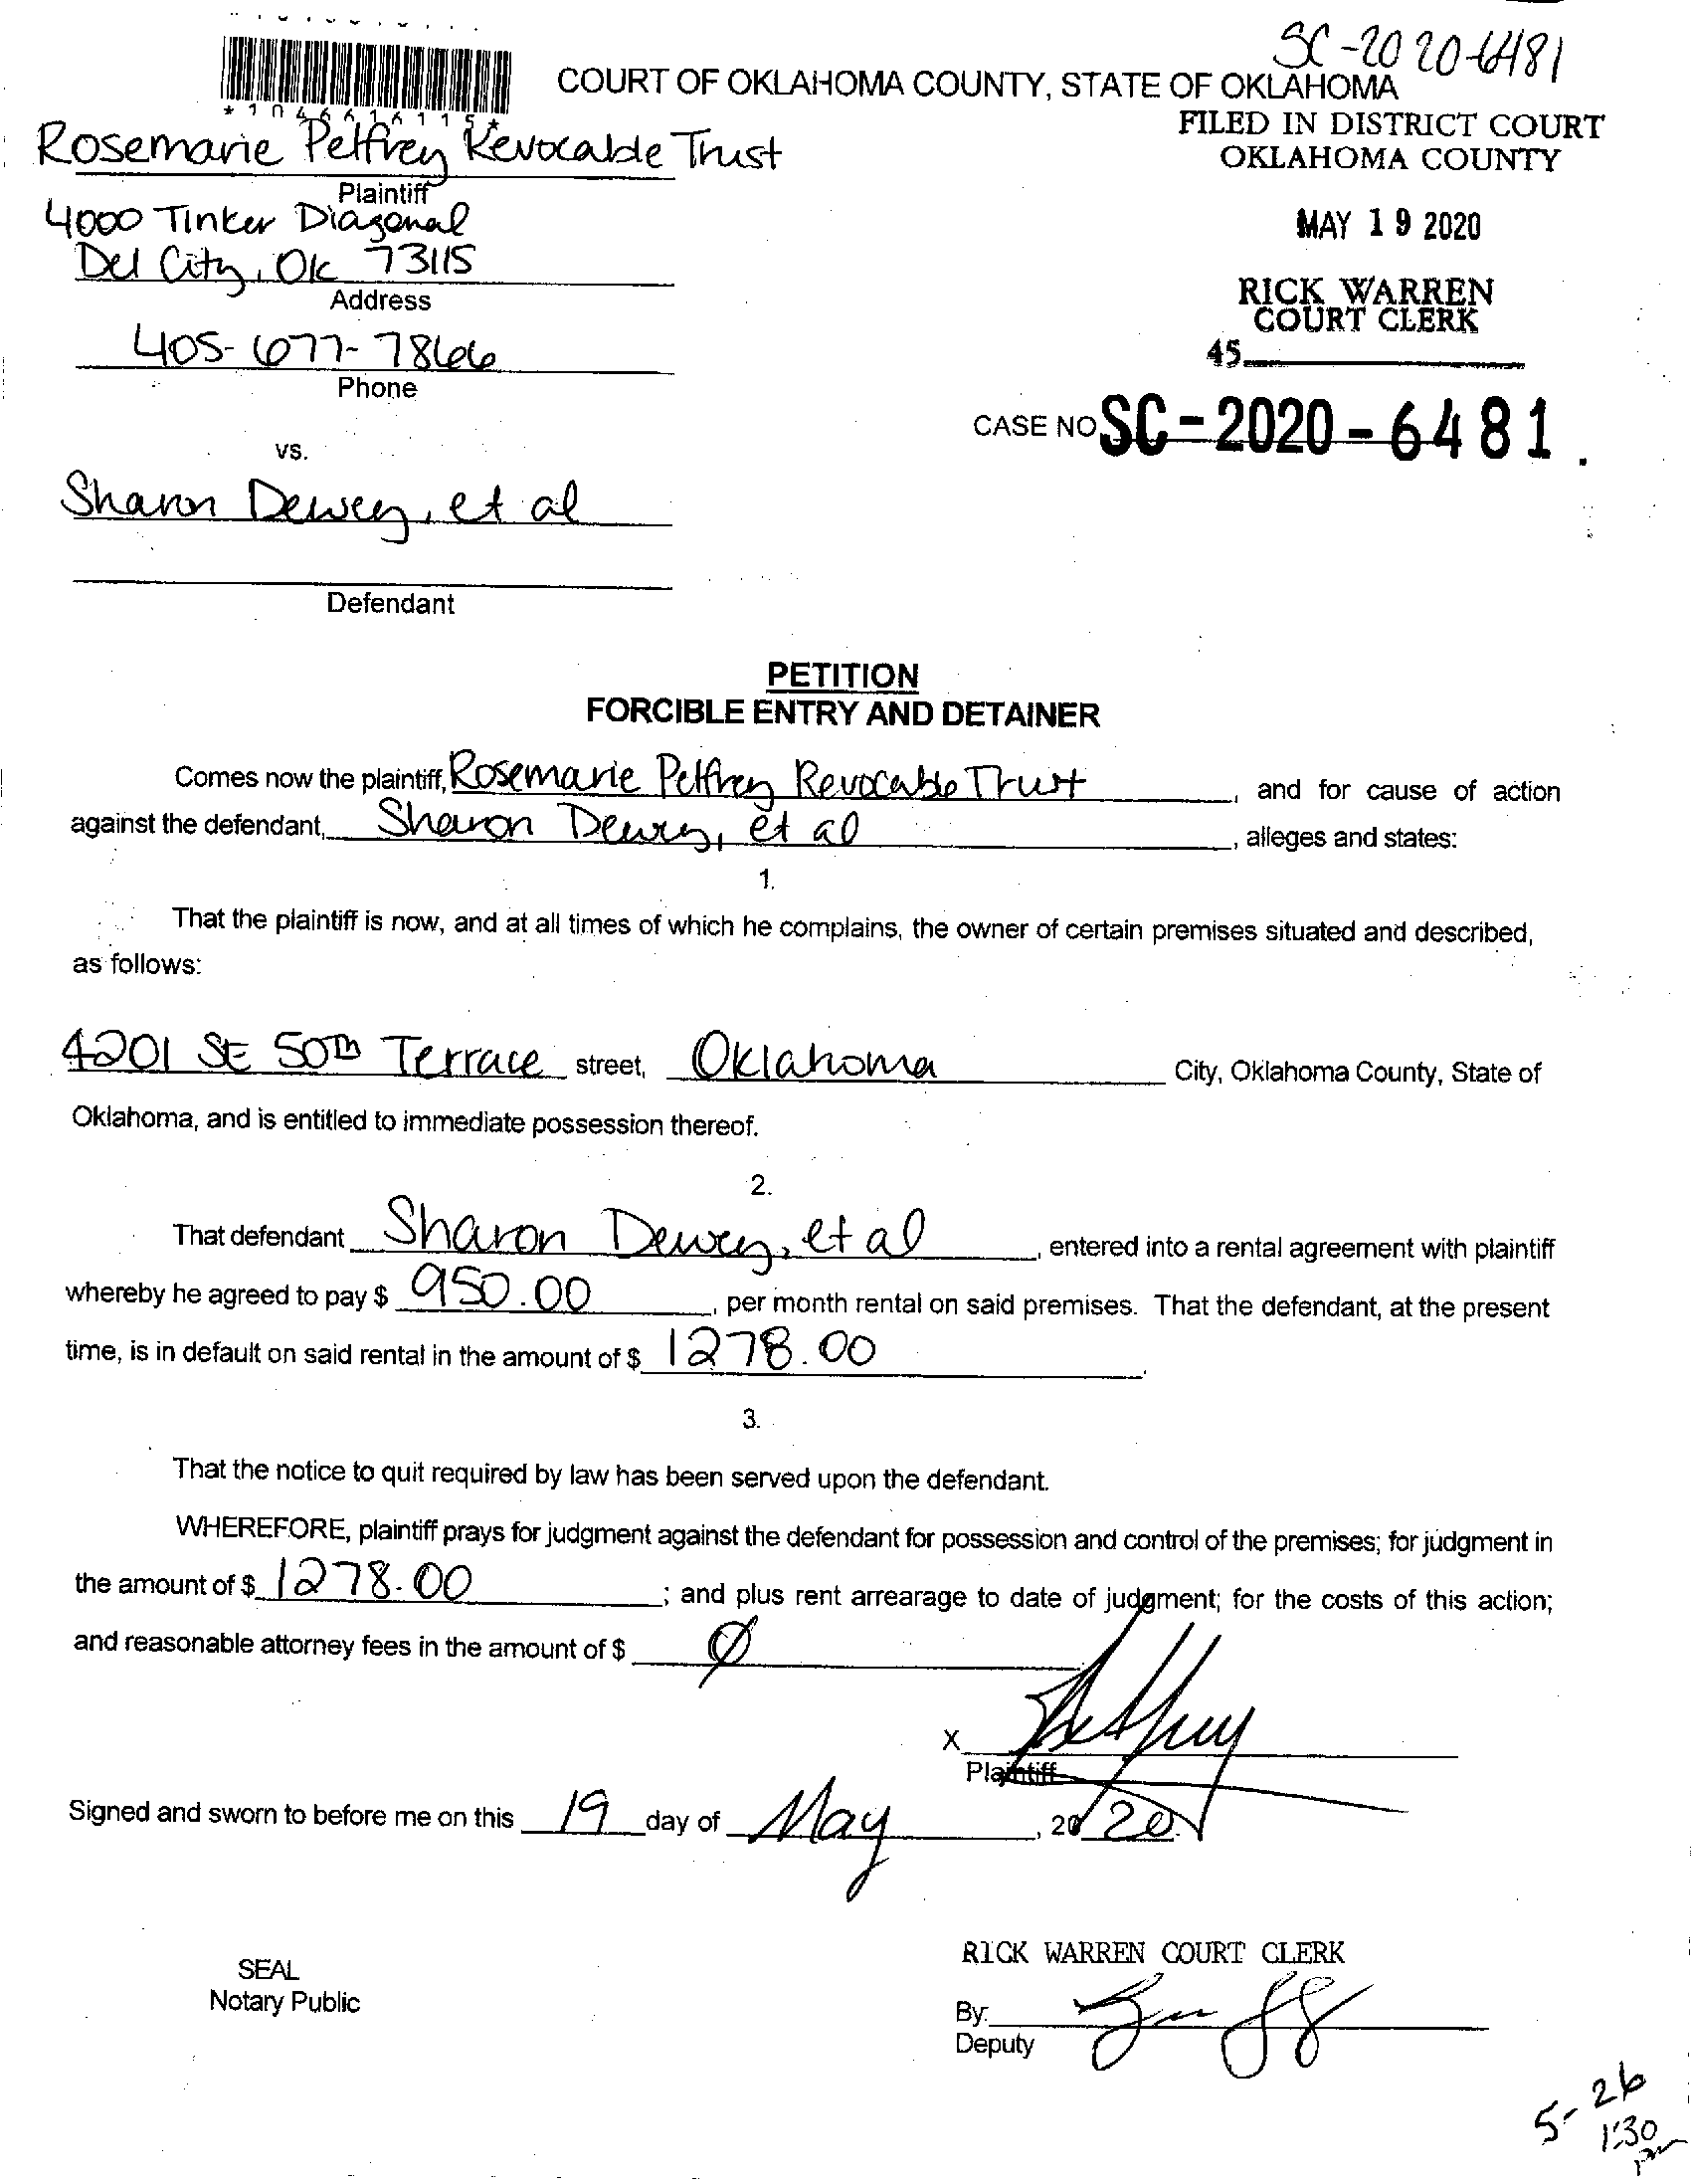 SC-2020-6481
COURT OF OKLAHOMA COUNTY, STATE OF OKLAHOMA
FILED IN DISTRICT COURT
OKLAHOMA COUNTY
Rosemarie Pelfrey Revocable Trust
Plaintiff
4000 Tinker Diagonal
Del City, OK 73115
Address
MAY 19 2020
RICK WARREN
COURT CLERK
45
405-677-7866
Phone
CASE NO SC-2020-6481.
vs.
Sharon Dewey, et al
Defendant
PETITION
FORCIBLE ENTRY AND DETAINER
Comes now the plaintiff, Rosemarie Pelfrey Revocable Trust, and for cause of action
against the defendant, Sharon Dewey, et al, alleges and states:
1.
That the plaintiff is now, and at all times of which he complains, the owner of certain premises situated and described,
as follows:
4201 SE 50th Terrace street, Oklahoma City, Oklahoma County, State of
Oklahoma, and is entitled to immediate possession thereof.
2.
That defendant Sharon Dewey, et al, entered into a rental agreement with plaintiff
whereby he agreed to pay $ 950.00, per month rental on said premises. That the defendant, at the present
time, is in default on said rental in the amount of $ 1278.00.
3.
That the notice to quit required by law has been served upon the defendant.
WHEREFORE, plaintiff prays for judgment against the defendant for possession and control of the premises; for judgment in
the amount of $ 1278.00; and plus rent arrearage to date of judgment; for the costs of this action;
and reasonable attorney fees in the amount of $ Ø
X Pelfrey
Plaintiff
Signed and sworn to before me on this 19 day of May, 20 20.
SEAL
Notary Public
RICK WARREN COURT CLERK
By:
Deputy
5-26
1:30
pm